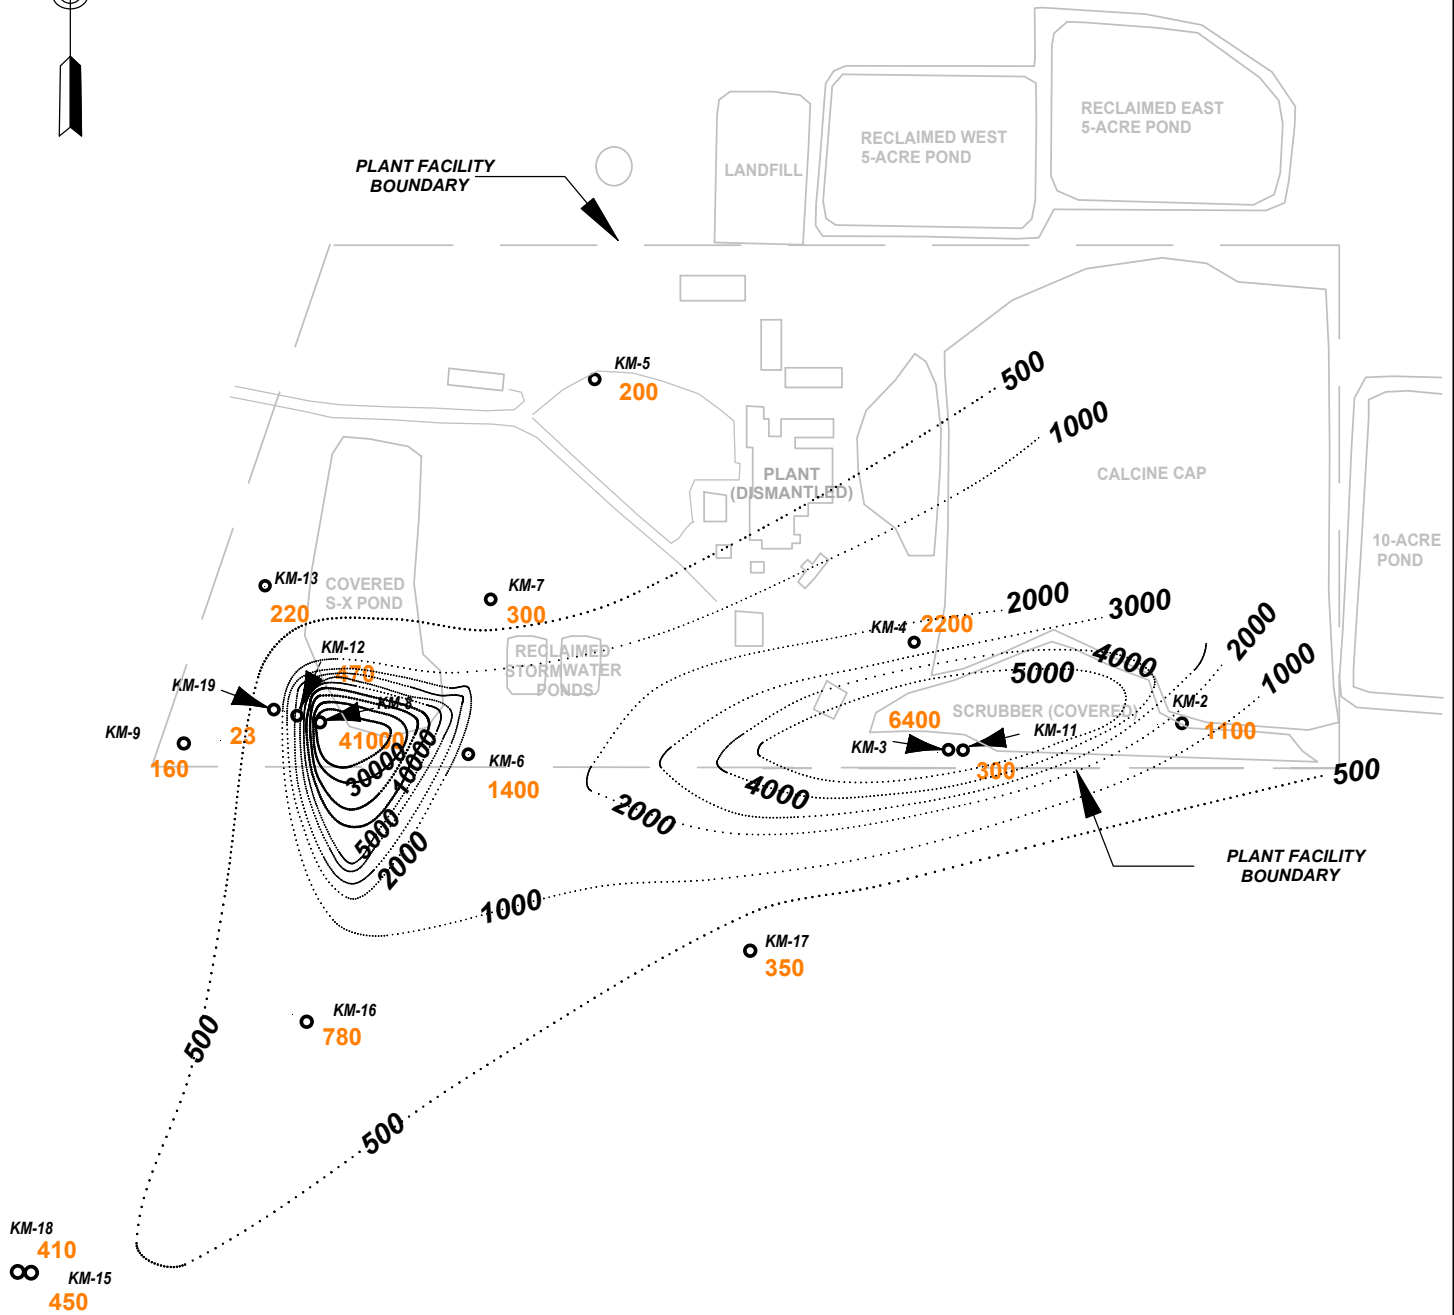 RECLAIMED EAST
5-ACRE POND
RECLAIMED WEST
5-ACRE POND
LANDFILL
PLANT FACILITY
BOUNDARY
KM-5
200
500
1000
PLANT
(DISMANTLED)
CALCINE CAP
10-ACRE
POND
KM-13
220
COVERED
S-X POND
KM-7
300
2000
3000
KM-4
2200
2000
1000
4000
5000
KM-12
470
RECLAIMED
STORMWATER
PONDS
KM-19
23
KM-8
41000
KM-9
160
30000
10000
KM-6
1400
SCRUBBER (COVERED)
6400
KM-3
KM-11
300
KM-2
1100
500
4000
2000
5000
2000
PLANT FACILITY
BOUNDARY
1000
KM-17
350
KM-16
780
500
500
KM-18
410
KM-15
450